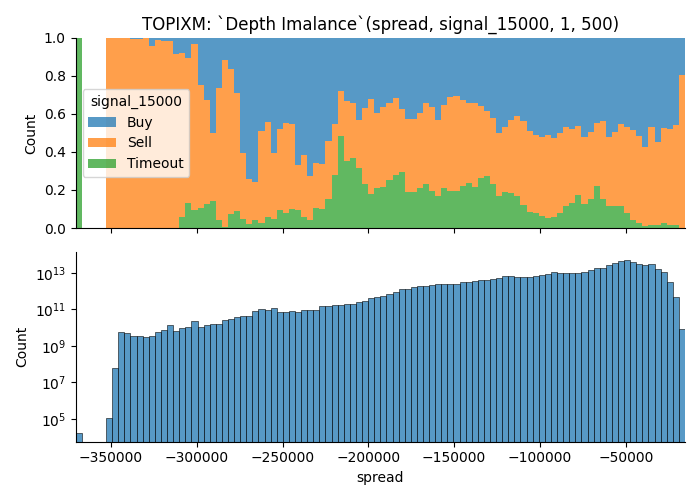 TOPIXM: `Depth Imalance`(spread, signal_15000, 1, 500)
1.0
0.8
0.6
0.4
0.2
0.0
Count
signal_15000
Buy
Sell
Timeout
10^13
10^11
10^9
10^7
10^5
Count
−350000 −300000 −250000 −200000 −150000 −100000 −50000
spread